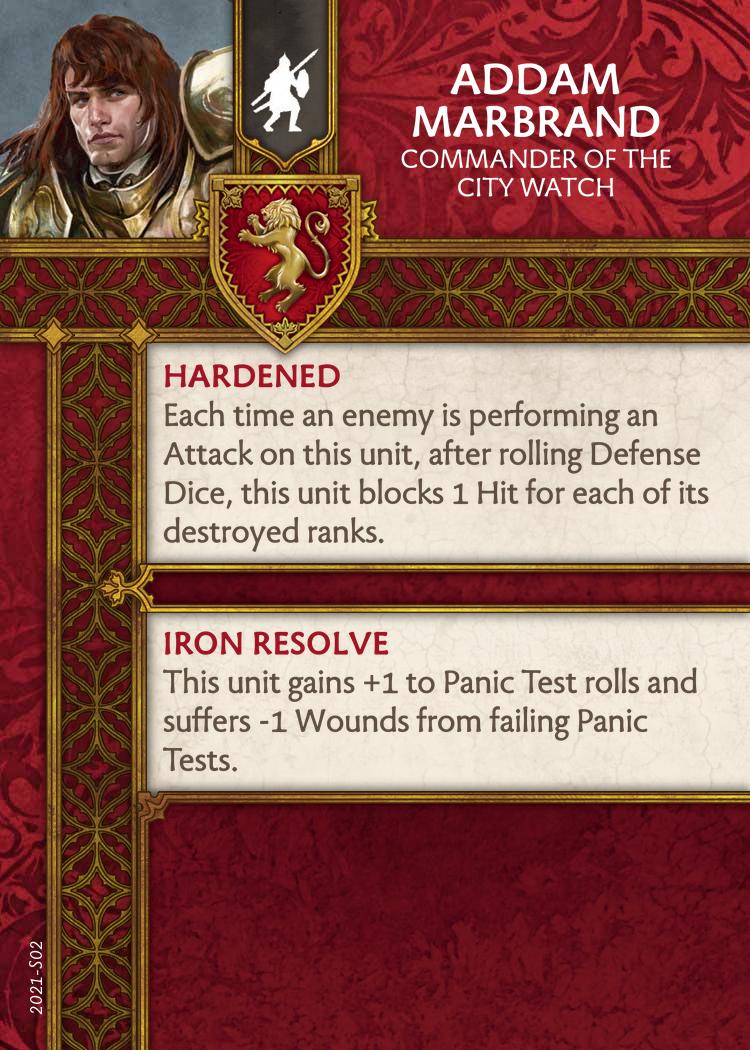 ADDAM
MARBRAND
COMMANDER OF THE
CITY WATCH
HARDENED
Each time an enemy is performing an
Attack on this unit, after rolling Defense
Dice, this unit blocks 1 Hit for each of its
destroyed ranks.
IRON RESOLVE
This unit gains +1 to Panic Test rolls and
suffers -1 Wounds from failing Panic
Tests.
2021-S02